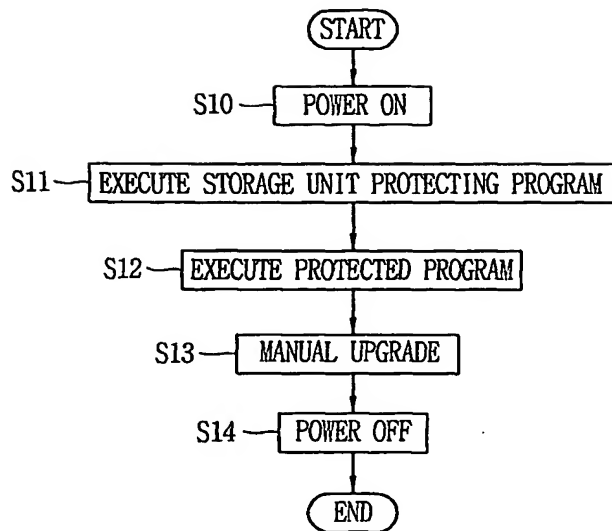 START
S10 POWER ON
S11 EXECUTE STORAGE UNIT PROTECTING PROGRAM
S12 EXECUTE PROTECTED PROGRAM
S13 MANUAL UPGRADE
S14 POWER OFF
END